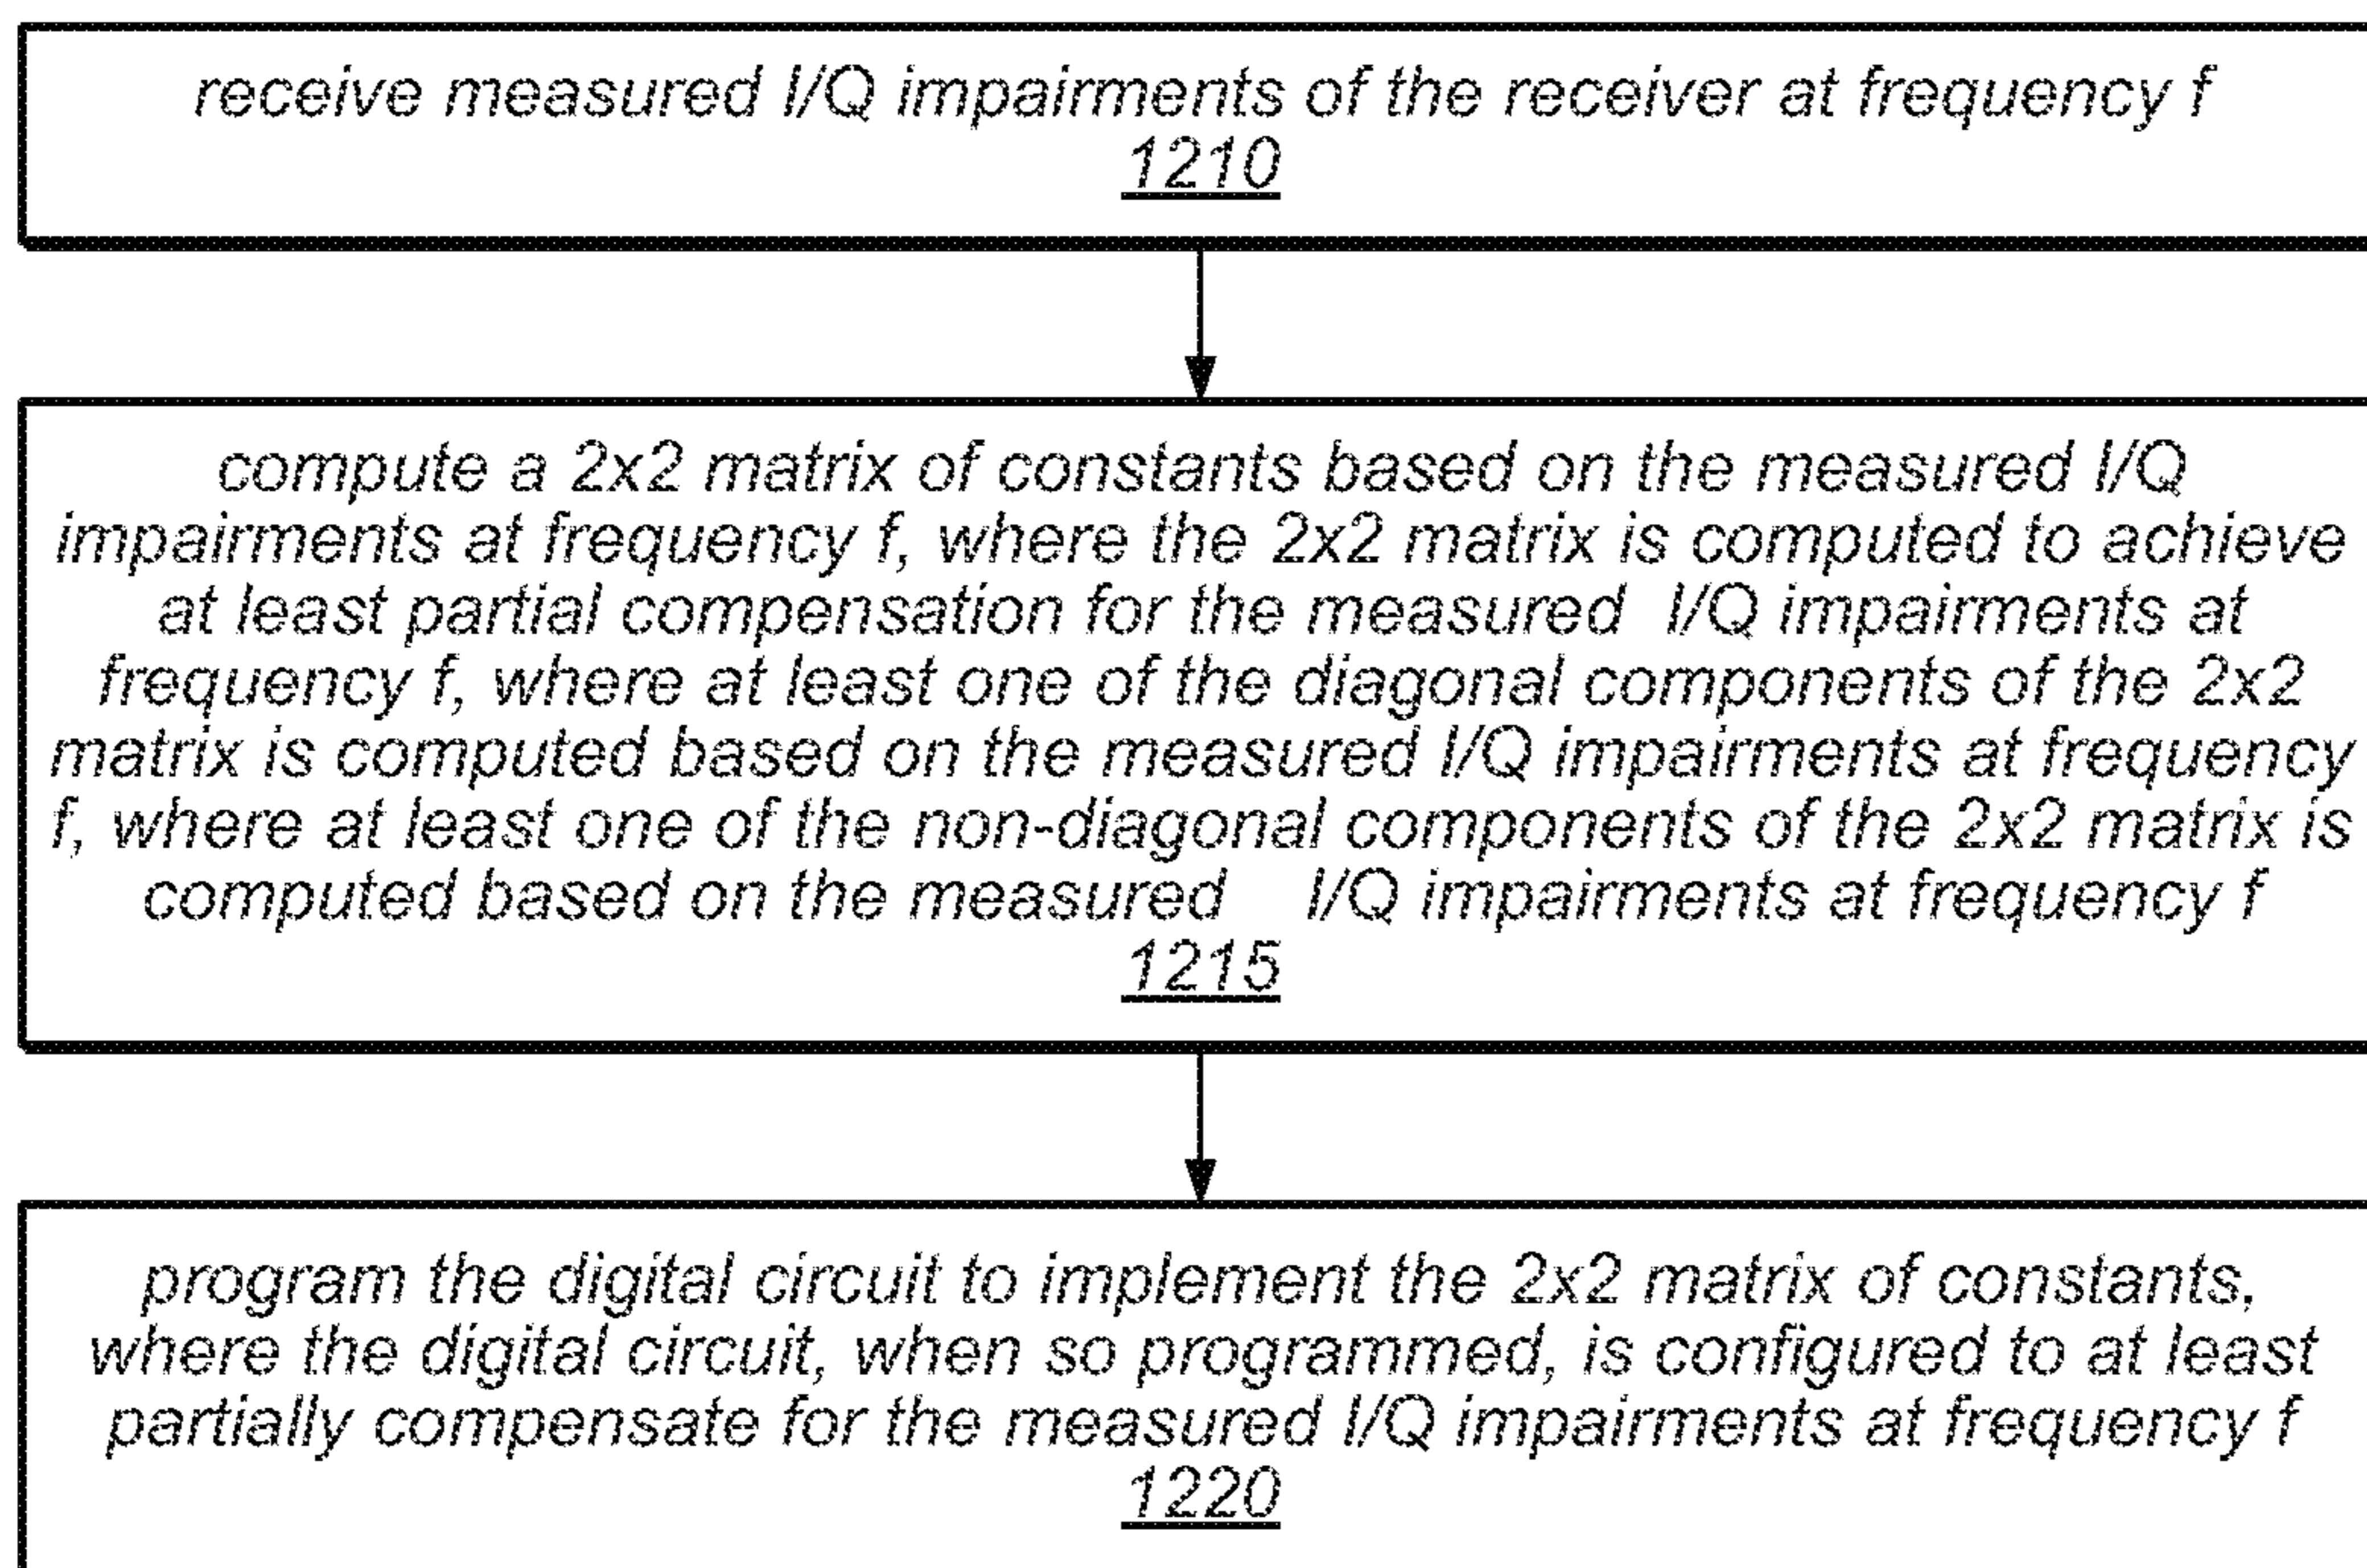 receive measured I/Q impairments of the receiver at frequency f
1210
compute a 2x2 matrix of constants based on the measured I/Q
impairments at frequency f, where the 2x2 matrix is computed to achieve
at least partial compensation for the measured I/Q impairments at
frequency f, where at least one of the diagonal components of the 2x2
matrix is computed based on the measured I/Q impairments at frequency
f, where at least one of the non-diagonal components of the 2x2 matrix is
computed based on the measured I/Q impairments at frequency f
1215
program the digital circuit to implement the 2x2 matrix of constants,
where the digital circuit, when so programmed, is configured to at least
partially compensate for the measured I/Q impairments at frequency f
1220